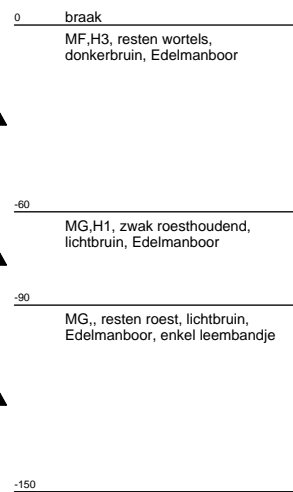 0 braak
MF,H3, resten wortels,
donkerbruin, Edelmanboor
-60
MG,H1, zwak roesthoudend,
lichtbruin, Edelmanboor
-90
MG,, resten roest, lichtbruin,
Edelmanboor, enkel leembandje
-150